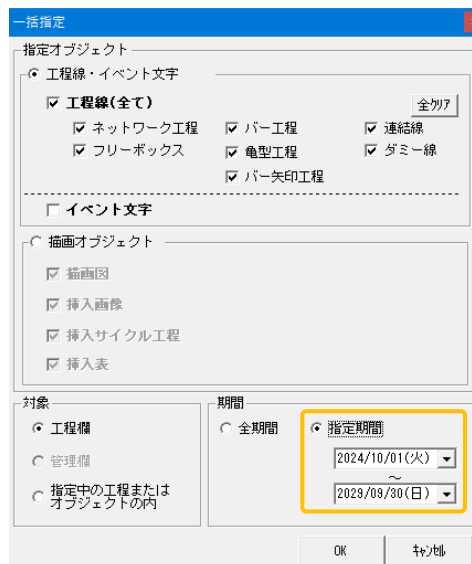 一括指定
指定オブジェクト
工程線・イベント文字
工程線(全て)
全ｸﾘｱ
ネットワーク工程
バー工程
連結線
フリーボックス
亀型工程
ダミー線
バー矢印工程
イベント文字
描画オブジェクト
描画図
挿入画像
挿入サイクル工程
挿入表
対象
工程欄
管理欄
指定中の工程または
オブジェクトの内
期間
全期間
指定期間
2024/10/01(火)
～
2029/09/30(日)
OK
ｷｬﾝｾﾙ